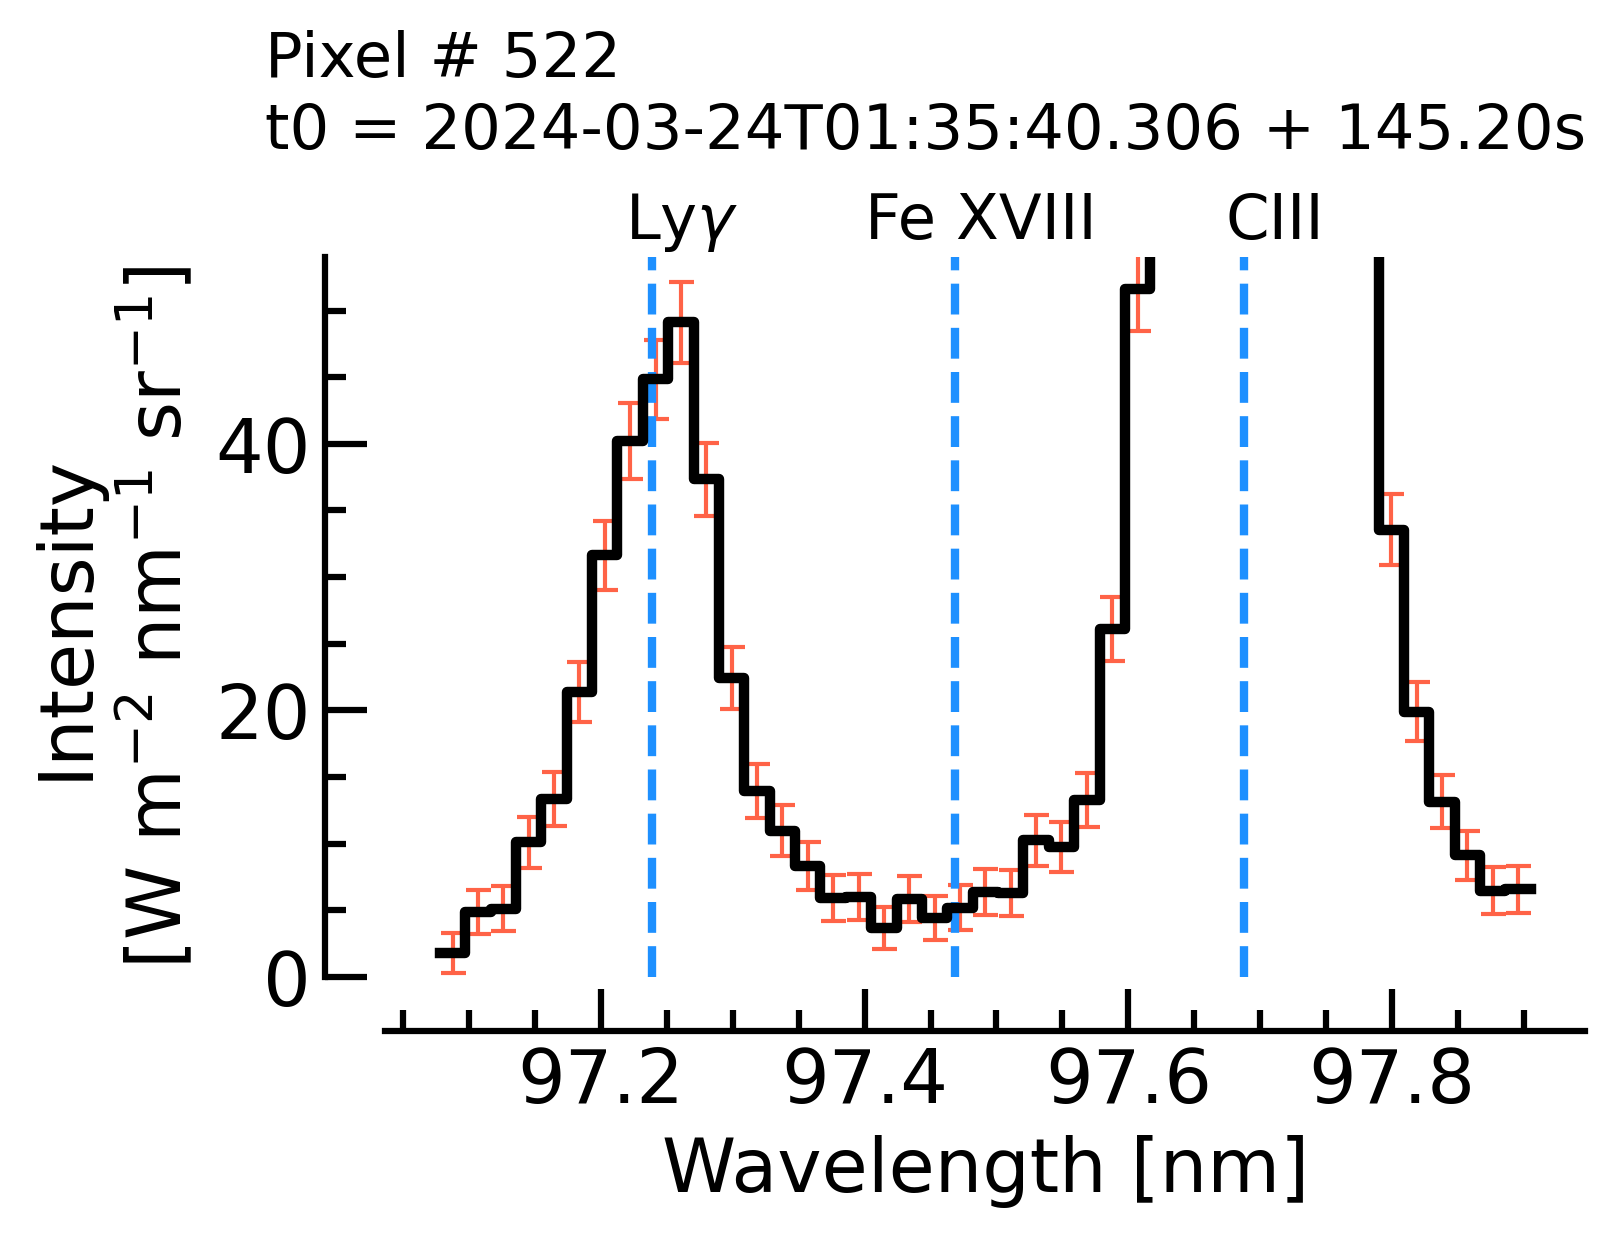 Pixel # 522
t0 = 2024-03-24T01:35:40.306 + 145.20s
Lyγ Fe XVIII CIII
Intensity
[W m⁻² nm⁻¹ sr⁻¹]
40
20
0
97.2 97.4 97.6 97.8
Wavelength [nm]